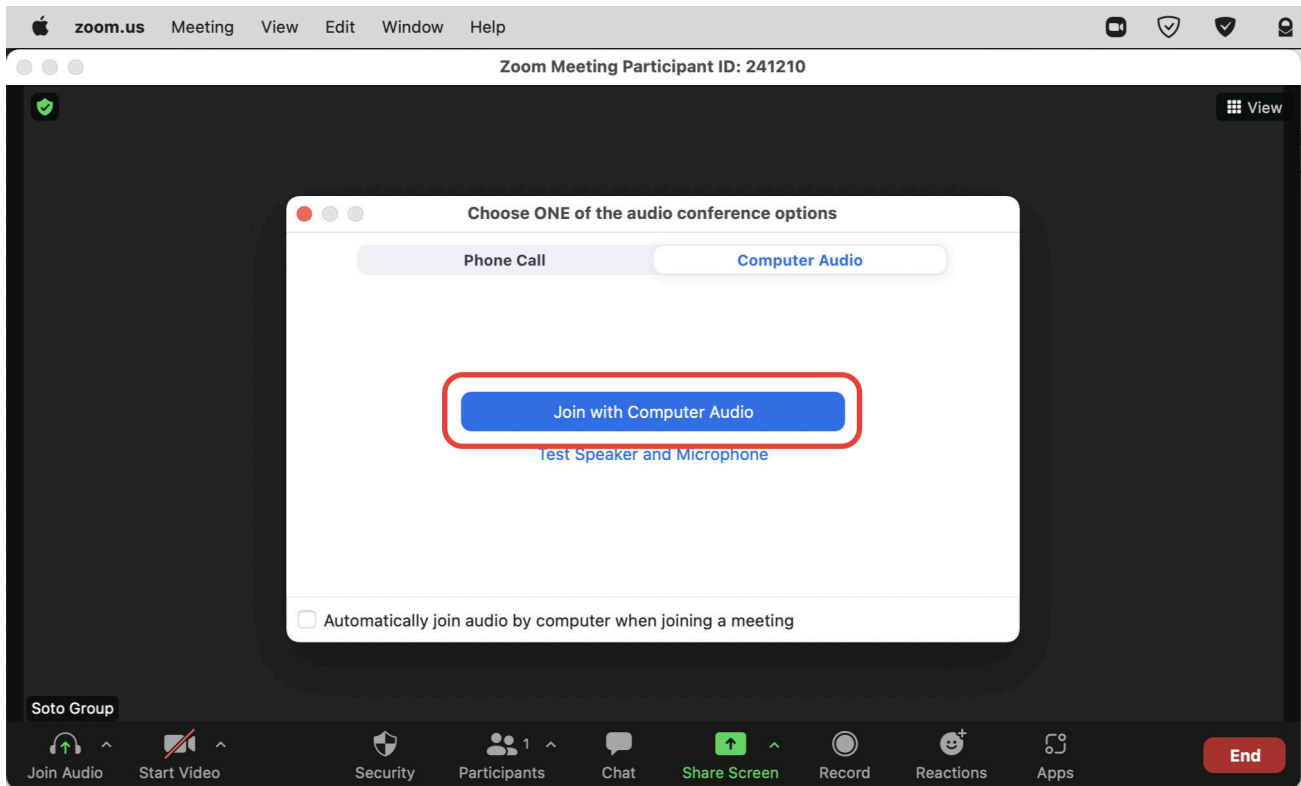 zoom.us Meeting View Edit Window Help
Zoom Meeting Participant ID: 241210
View
Choose ONE of the audio conference options
Phone Call Computer Audio
Join with Computer Audio
Test Speaker and Microphone
Automatically join audio by computer when joining a meeting
Soto Group
1
Join Audio Start Video Security Participants Chat Share Screen Record Reactions Apps End